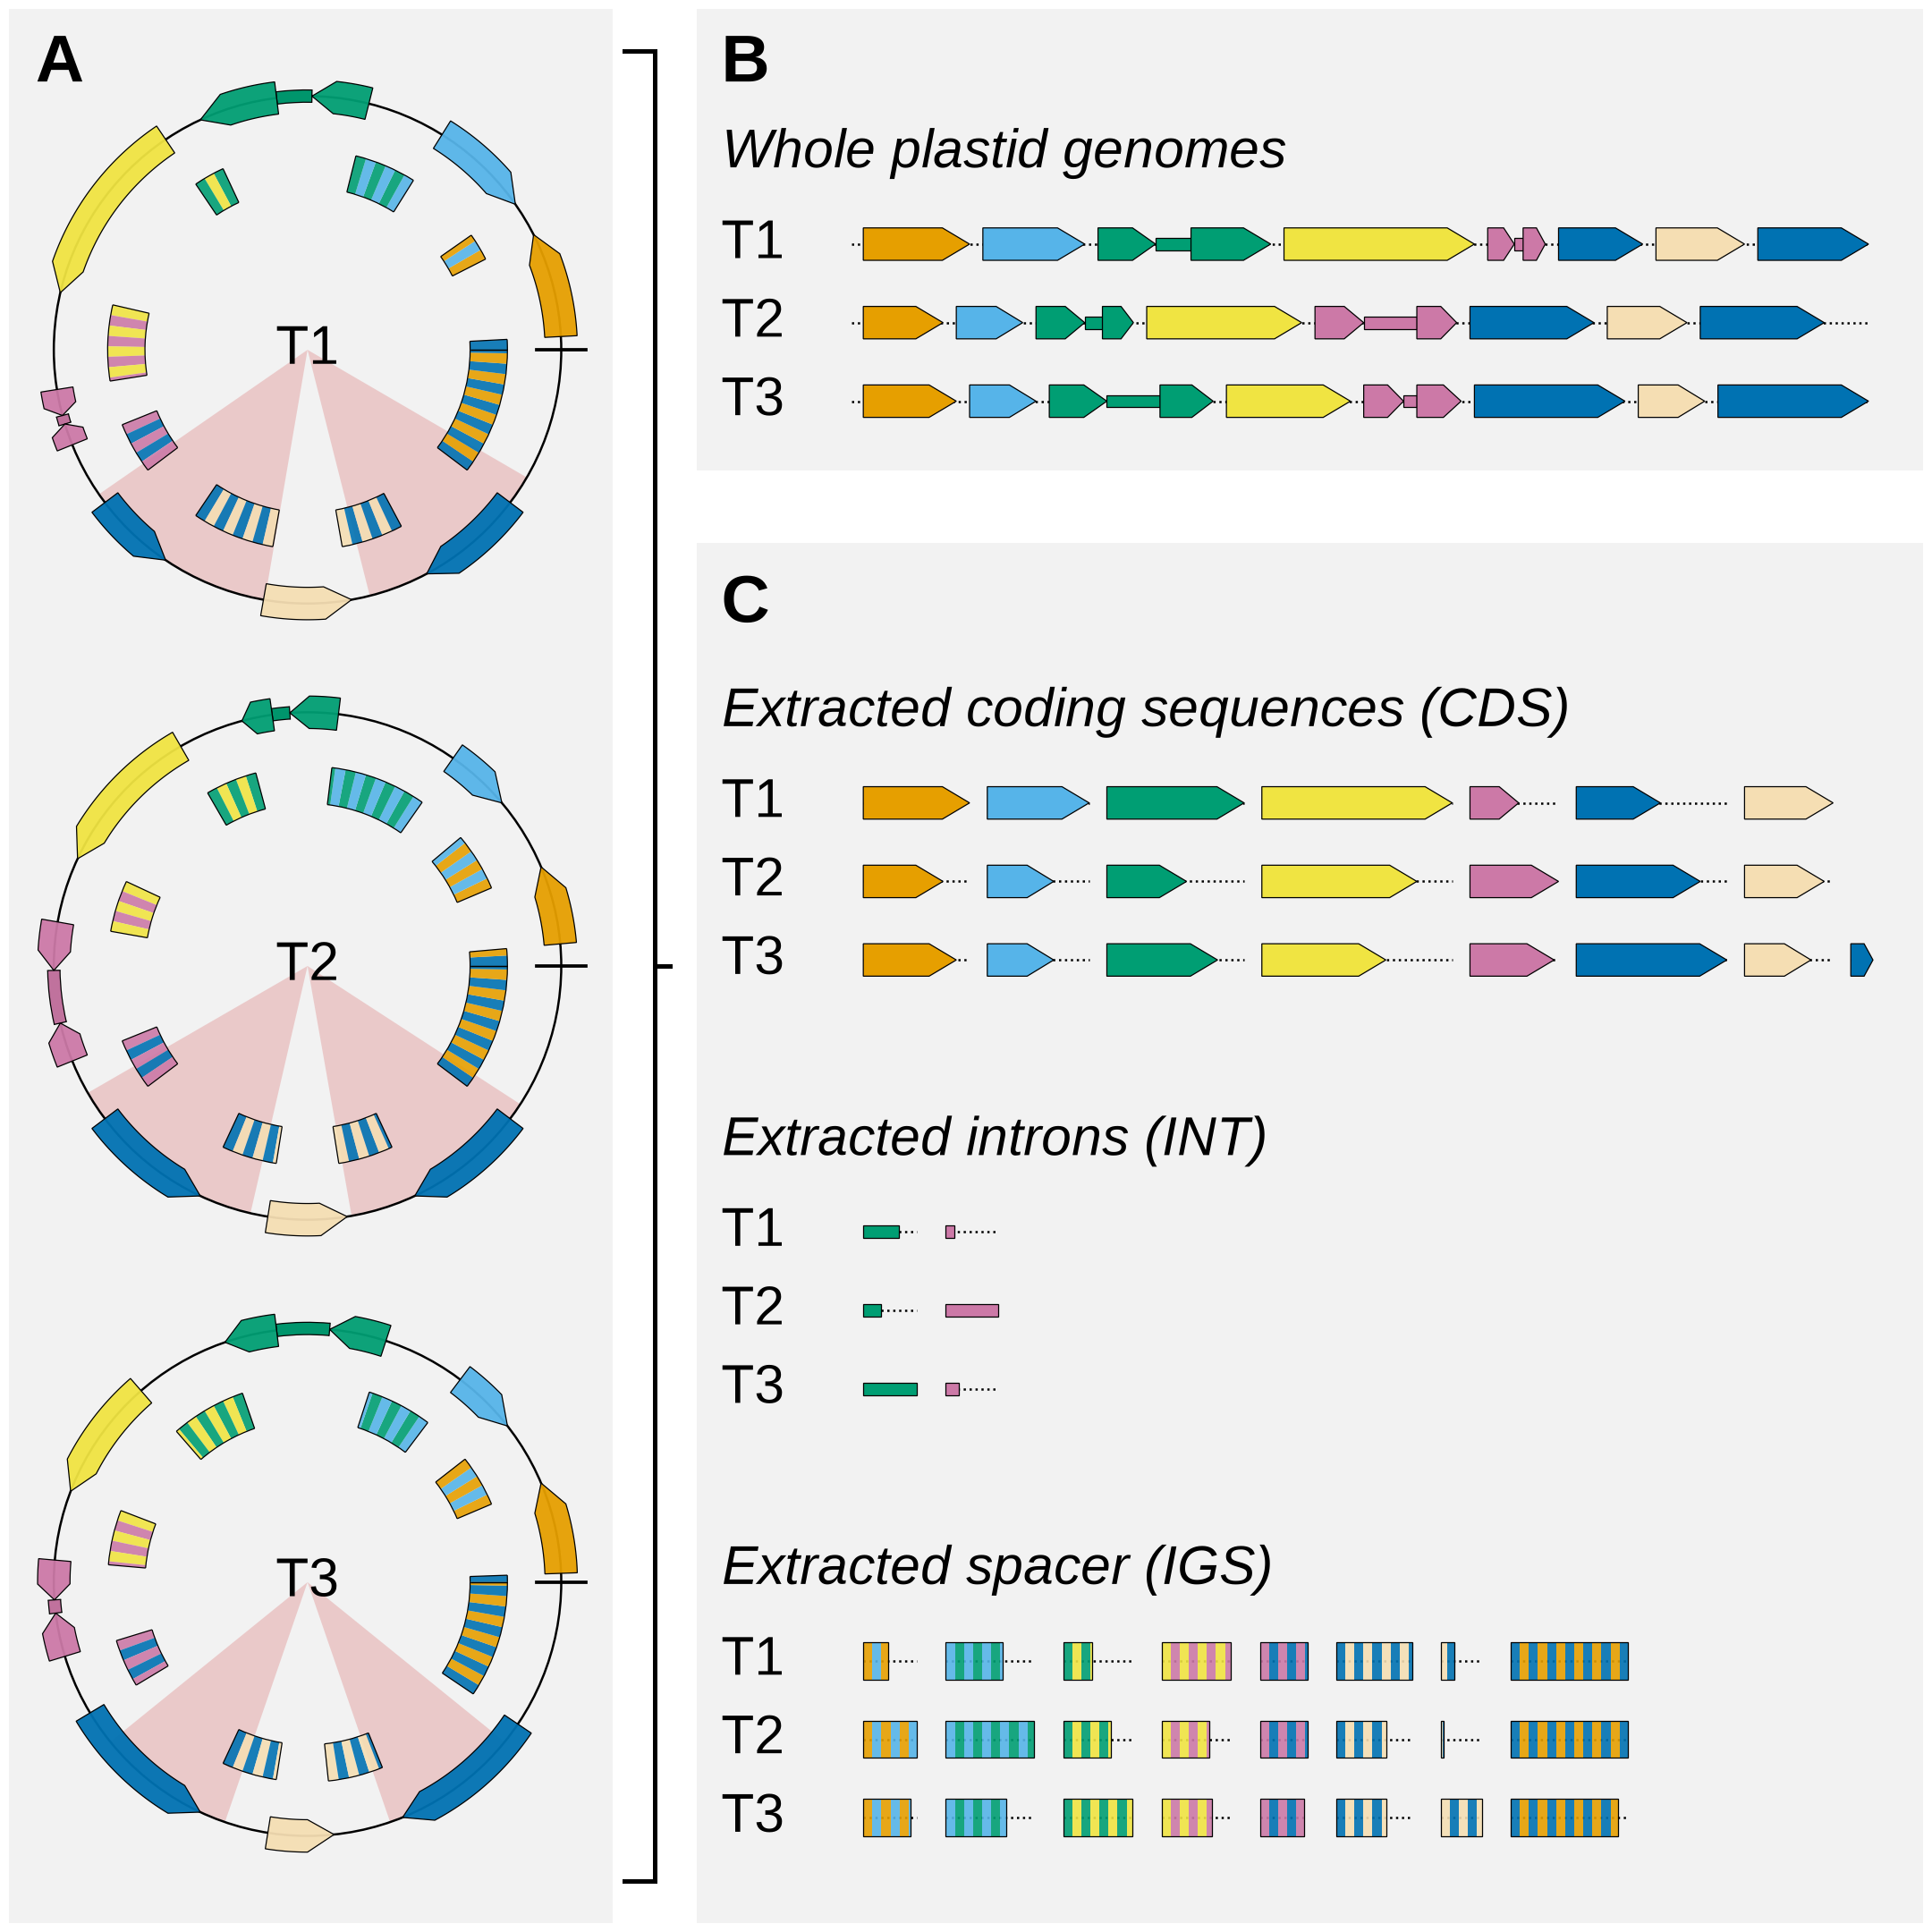 A
T1
T2
T3
B
Whole plastid genomes
T1
T2
T3
C
Extracted coding sequences (CDS)
T1
T2
T3
Extracted introns (INT)
T1
T2
T3
Extracted spacer (IGS)
T1
T2
T3